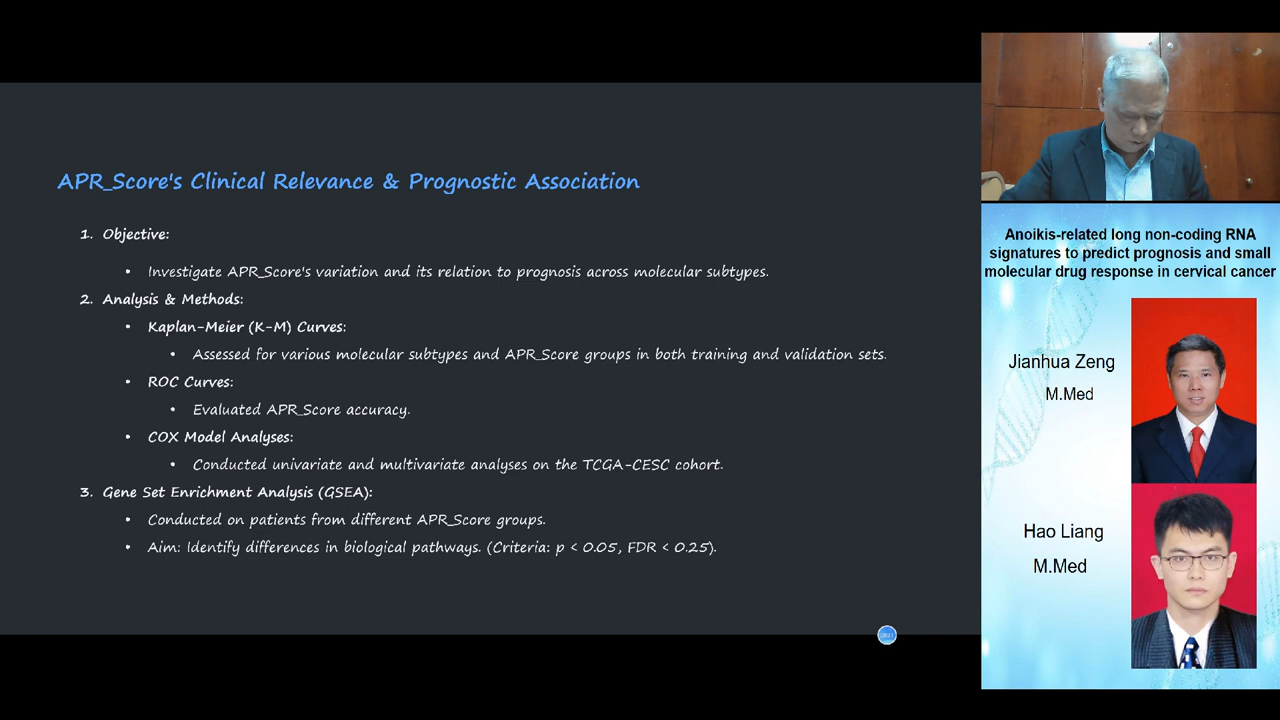 APR_Score's Clinical Relevance & Prognostic Association
1. Objective:
• Investigate APR_Score's variation and its relation to prognosis across molecular subtypes.
2. Analysis & Methods:
• Kaplan-Meier (K-M) Curves:
• Assessed for various molecular subtypes and APR_Score groups in both training and validation sets.
• ROC Curves:
• Evaluated APR_Score accuracy.
• COX Model Analyses:
• Conducted univariate and multivariate analyses on the TCGA-CESC cohort.
3. Gene Set Enrichment Analysis (GSEA):
• Conducted on patients from different APR_Score groups.
• Aim: Identify differences in biological pathways. (Criteria: p < 0.05, FDR < 0.25).
Anoikis-related long non-coding RNA
signatures to predict prognosis and small
molecular drug response in cervical cancer
Jianhua Zeng
M.Med
Hao Liang
M.Med